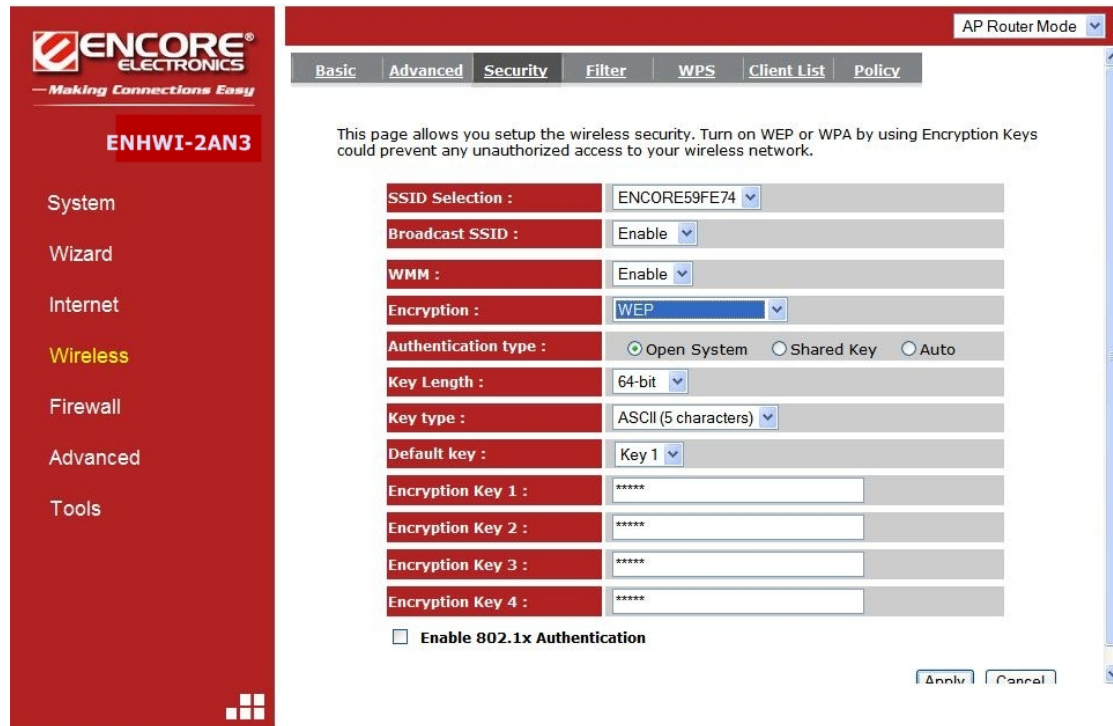 ENCORE®
ELECTRONICS
—Making Connections Easy
ENHWI-2AN3
System
Wizard
Internet
Wireless
Firewall
Advanced
Tools
AP Router Mode
Basic Advanced Security Filter WPS Client List Policy
This page allows you setup the wireless security. Turn on WEP or WPA by using Encryption Keys
could prevent any unauthorized access to your wireless network.
SSID Selection : ENCORE59FE74
Broadcast SSID : Enable
WMM : Enable
Encryption : WEP
Authentication type : Open System Shared Key Auto
Key Length : 64-bit
Key type : ASCII (5 characters)
Default key : Key 1
Encryption Key 1 : *****
Encryption Key 2 : *****
Encryption Key 3 : *****
Encryption Key 4 : *****
Enable 802.1x Authentication
Apply Cancel